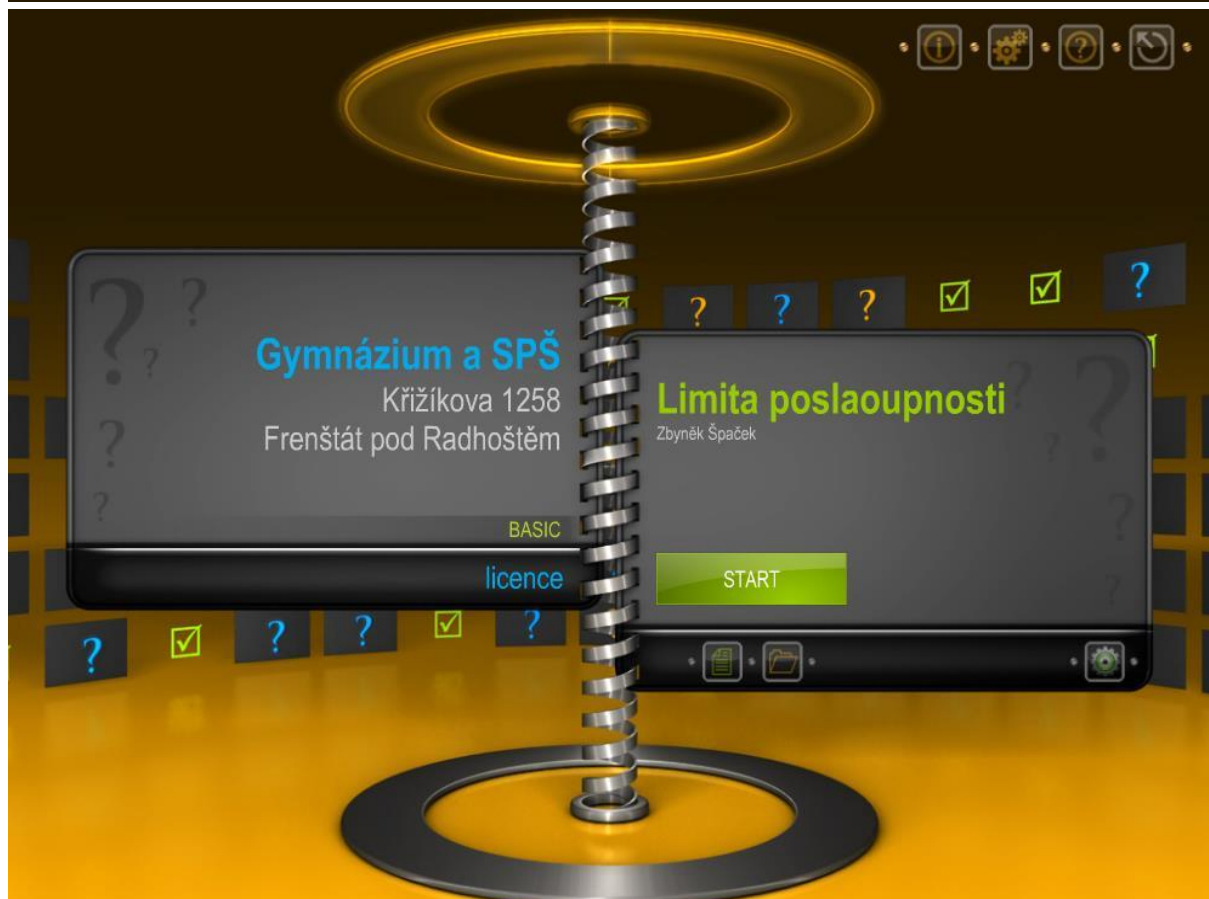 Gymnázium a SPŠ
Křižíkova 1258
Frenštát pod Radhoštěm
BASIC
licence
Limita poslaoupnosti
Zbyněk Špaček
START